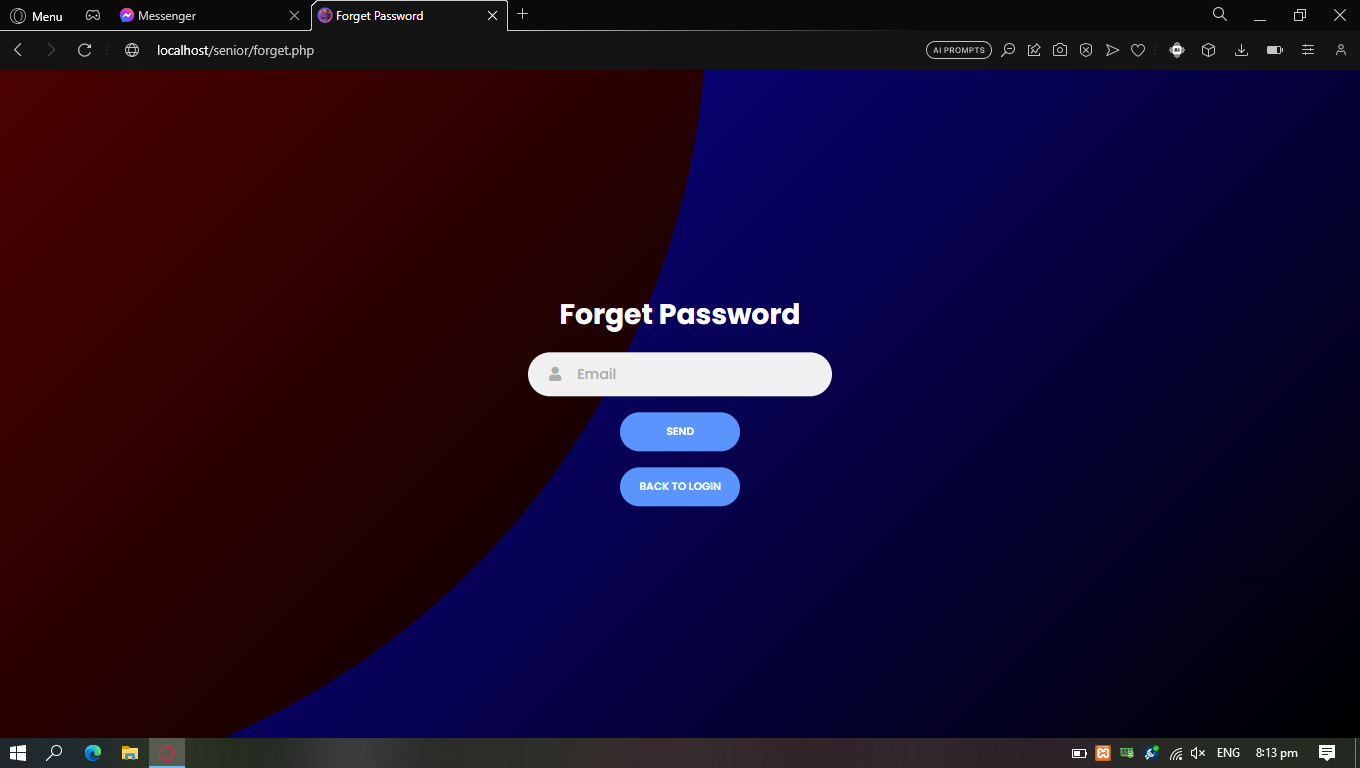 Menu
Messenger
Forget Password
localhost/senior/forget.php
AI PROMPTS
AI
Forget Password
Email
SEND
BACK TO LOGIN
ENG
8:13 pm